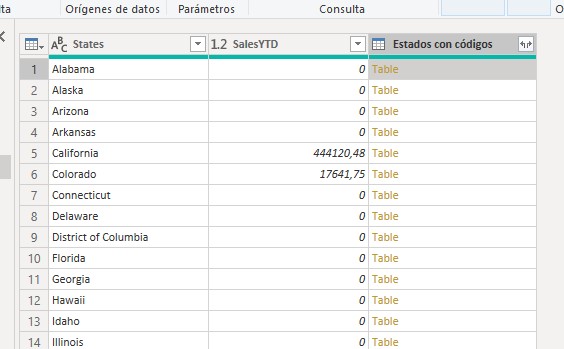 ta Orígenes de datos Parámetros Consulta O
ABC States 1.2 SalesYTD Estados con códigos
1 Alabama 0 Table
2 Alaska 0 Table
3 Arizona 0 Table
4 Arkansas 0 Table
5 California 444120,48 Table
6 Colorado 17641,75 Table
7 Connecticut 0 Table
8 Delaware 0 Table
9 District of Columbia 0 Table
10 Florida 0 Table
11 Georgia 0 Table
12 Hawaii 0 Table
13 Idaho 0 Table
14 Illinois 0 Table